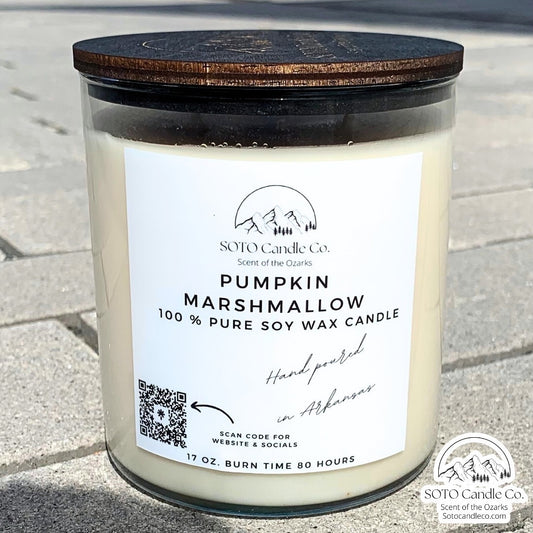 SOTO Candle Co.
Scent of the Ozarks
PUMPKIN
MARSHMALLOW
100 % PURE SOY WAX CANDLE
Hand poured
in Arkansas
SCAN CODE FOR
WEBSITE & SOCIALS
17 OZ. BURN TIME 80 HOURS
SOTO Candle Co.
Scent of the Ozarks
Sotocandleco.com